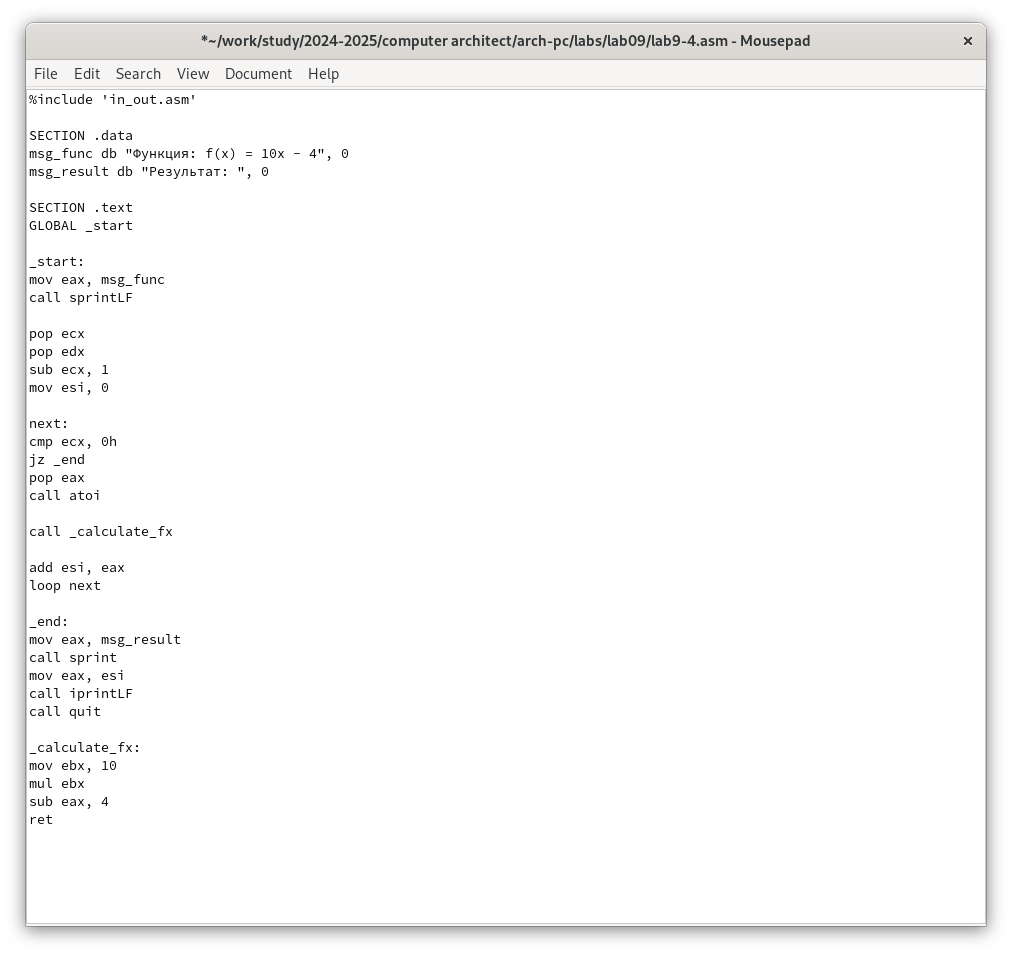 *~/work/study/2024-2025/computer architect/arch-pc/labs/lab09/lab9-4.asm - Mousepad
File Edit Search View Document Help
%include 'in_out.asm'
SECTION .data
msg_func db "Функция: f(x) = 10x - 4", 0
msg_result db "Результат: ", 0
SECTION .text
GLOBAL _start
_start:
mov eax, msg_func
call sprintLF
pop ecx
pop edx
sub ecx, 1
mov esi, 0
next:
cmp ecx, 0h
jz _end
pop eax
call atoi
call _calculate_fx
add esi, eax
loop next
_end:
mov eax, msg_result
call sprint
mov eax, esi
call iprintLF
call quit
_calculate_fx:
mov ebx, 10
mul ebx
sub eax, 4
ret